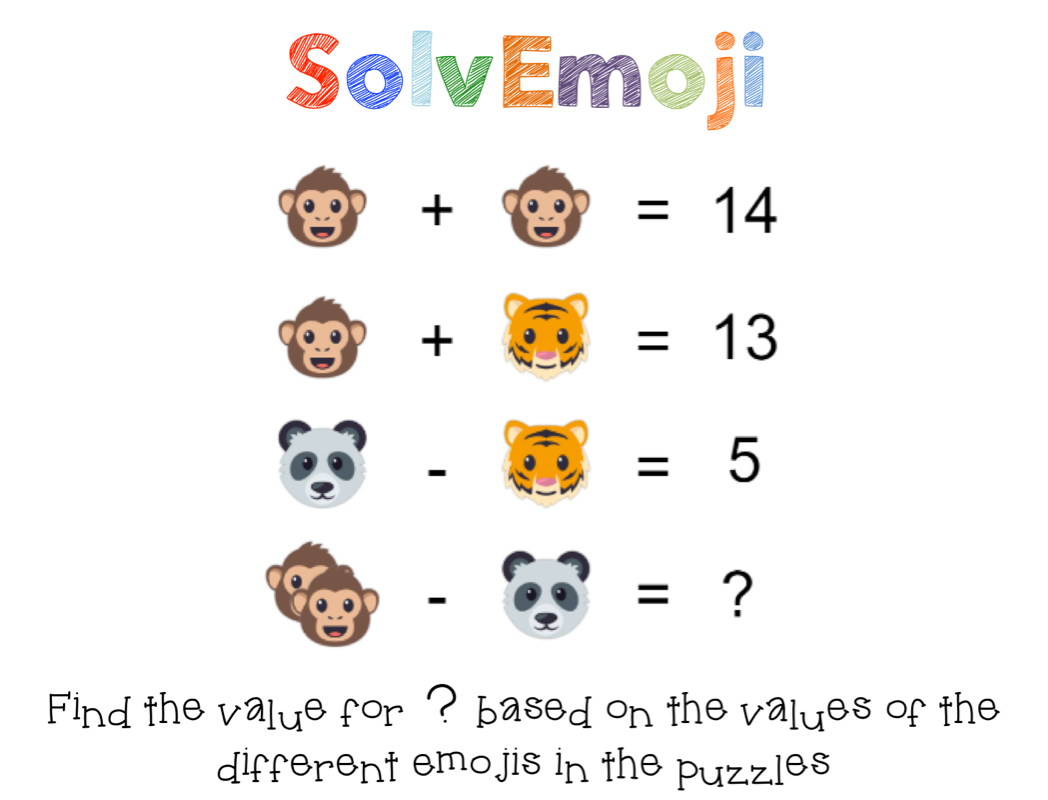 SolvEmoji
+ = 14
+ = 13
- = 5
- = ?
Find the value for ? based on the values of the
different emojis in the puzzles